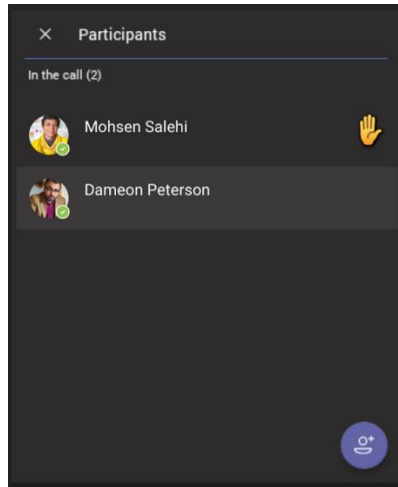 Participants
In the call (2)
Mohsen Salehi
Dameon Peterson